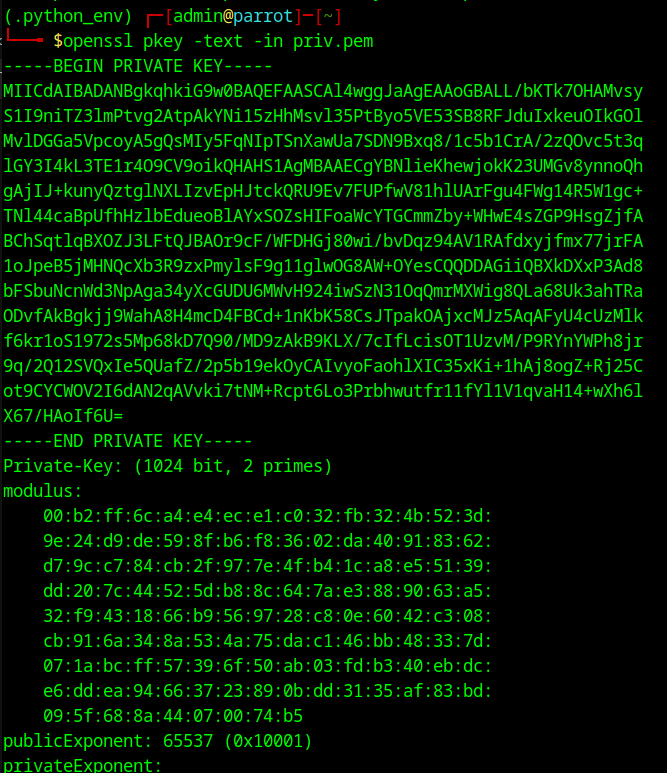 (.python_env) ┌─[admin@parrot]─[~]
└──╼ $openssl pkey -text -in priv.pem
-----BEGIN PRIVATE KEY-----
MIICdAIBADANBgkqhkiG9w0BAQEFAASCAl4wggJaAgEAAoGBALL/bKTk7OHAMvsy
S1I9niTZ3lmPtvg2AtpAkYNi15zHhMsvl35PtByo5VE53SB8RFJduIxkeuOIkGOl
MvlDGGa5VpcoyA5gQsMIy5FqNIpTSnXawUa7SDN9Bxq8/1c5b1CrA/2zQOvc5t3q
lGY3I4kL3TE1r4O9CV9oikQHAHS1AgMBAAECgYBNlieKhewjokK23UMGv8ynnoQh
gAjIJ+kunyQztglNXLIzvEpHJtckQRU9Ev7FUPfwV81hlUArFgu4FWg14R5W1gc+
TNl44caBpUfhHzlbEdueoBlAYxSOZsHIFoaWcYTGCmmZby+WHwE4sZGP9HsgZjfA
BChSqtlqBXOZJ3LFtQJBAOr9cF/WFDHGj80wi/bvDqz94AV1RAfdxyjfmx77jrFA
1oJpeB5jMHNQcXb3R9zxPmylsF9g11glwOG8AW+OYesCQQDDAGiiQBXkDXxP3Ad8
bFSbuNcnWd3NpAga34yXcGUDU6MWvH924iwSzN31OqQmrMXWig8QLa68Uk3ahTRa
ODvfAkBgkjj9WahA8H4mcD4FBCd+1nKbK58CsJTpakOAjxcMJz5AqAFyU4cUzMlk
f6kr1oS1972s5Mp68kD7Q90/MD9zAkB9KLX/7cIfLcisOT1UzvM/P9RYnYWPh8jr
9q/2Q12SVQxIe5QUafZ/2p5b19ekOyCAIvyoFaohlXIC35xKi+1hAj8ogZ+Rj25C
ot9CYCWOV2I6dAN2qAVvki7tNM+Rcpt6Lo3Prbhwutfr11fYl1V1qvaH14+wXh6l
X67/HAoIf6U=
-----END PRIVATE KEY-----
Private-Key: (1024 bit, 2 primes)
modulus:
    00:b2:ff:6c:a4:e4:ec:e1:c0:32:fb:32:4b:52:3d:
    9e:24:d9:de:59:8f:b6:f8:36:02:da:40:91:83:62:
    d7:9c:c7:84:cb:2f:97:7e:4f:b4:1c:a8:e5:51:39:
    dd:20:7c:44:52:5d:b8:8c:64:7a:e3:88:90:63:a5:
    32:f9:43:18:66:b9:56:97:28:c8:0e:60:42:c3:08:
    cb:91:6a:34:8a:53:4a:75:da:c1:46:bb:48:33:7d:
    07:1a:bc:ff:57:39:6f:50:ab:03:fd:b3:40:eb:dc:
    e6:dd:ea:94:66:37:23:89:0b:dd:31:35:af:83:bd:
    09:5f:68:8a:44:07:00:74:b5
publicExponent: 65537 (0x10001)
privateExponent: